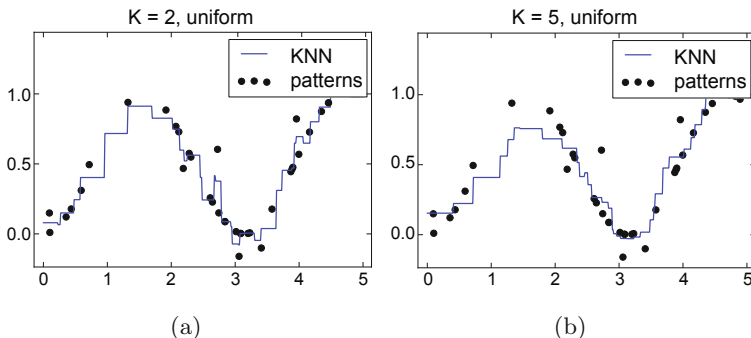 K = 2, uniform
KNN
patterns
1.0
0.5
0.0
0 1 2 3 4 5
(a)
K = 5, uniform
KNN
patterns
1.0
0.5
0.0
0 1 2 3 4 5
(b)